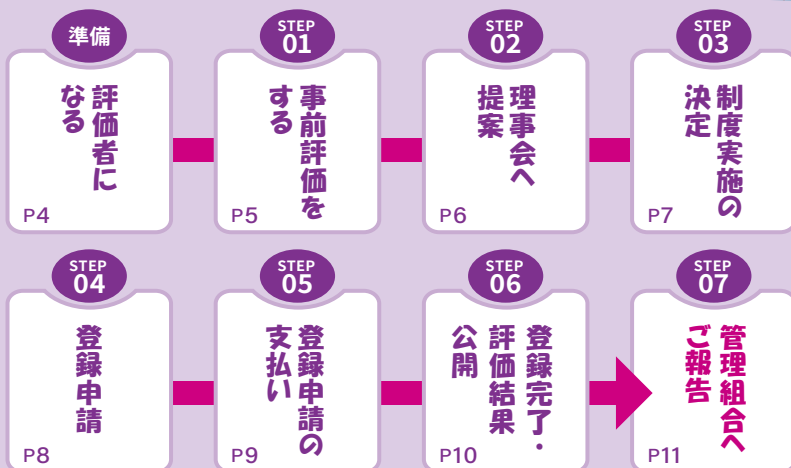 準備
評価者に
なる
P4
STEP
01
事前評価を
する
P5
STEP
02
理事会へ
提案
P6
STEP
03
制度実施の
決定
P7
STEP
04
登録申請
P8
STEP
05
登録申請の
支払い
P9
STEP
06
登録完了・
評価結果
公開
P10
STEP
07
管理組合へ
ご報告
P11